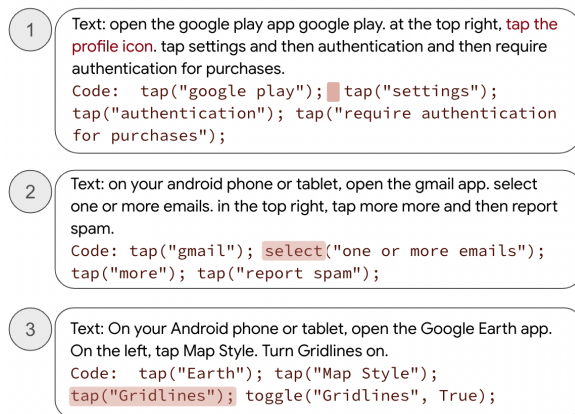 1
Text: open the google play app google play. at the top right, tap the
profile icon. tap settings and then authentication and then require
authentication for purchases.
Code: tap("google play"); tap("settings");
tap("authentication"); tap("require authentication
for purchases");
2
Text: on your android phone or tablet, open the gmail app. select
one or more emails. in the top right, tap more more and then report
spam.
Code: tap("gmail"); select("one or more emails");
tap("more"); tap("report spam");
3
Text: On your Android phone or tablet, open the Google Earth app.
On the left, tap Map Style. Turn Gridlines on.
Code: tap("Earth"); tap("Map Style");
tap("Gridlines"); toggle("Gridlines", True);